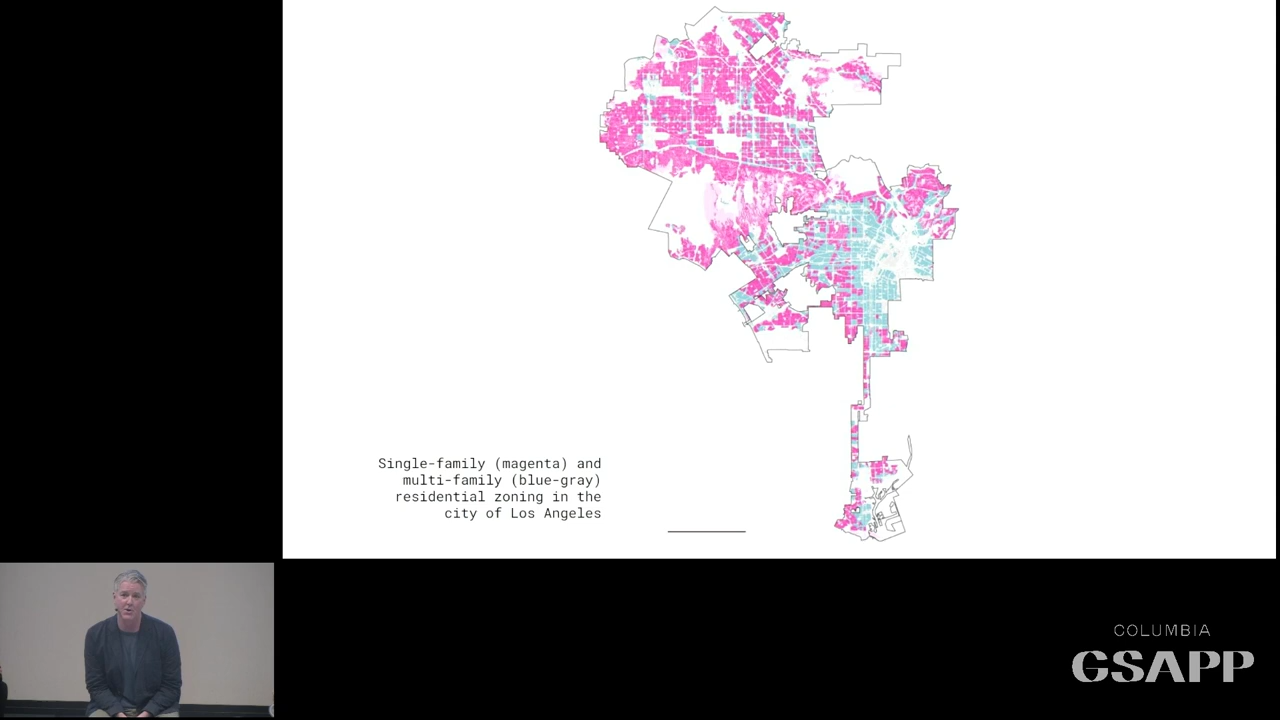 Single-family (magenta) and
multi-family (blue-gray)
residential zoning in the
city of Los Angeles
COLUMBIA
GSAPP